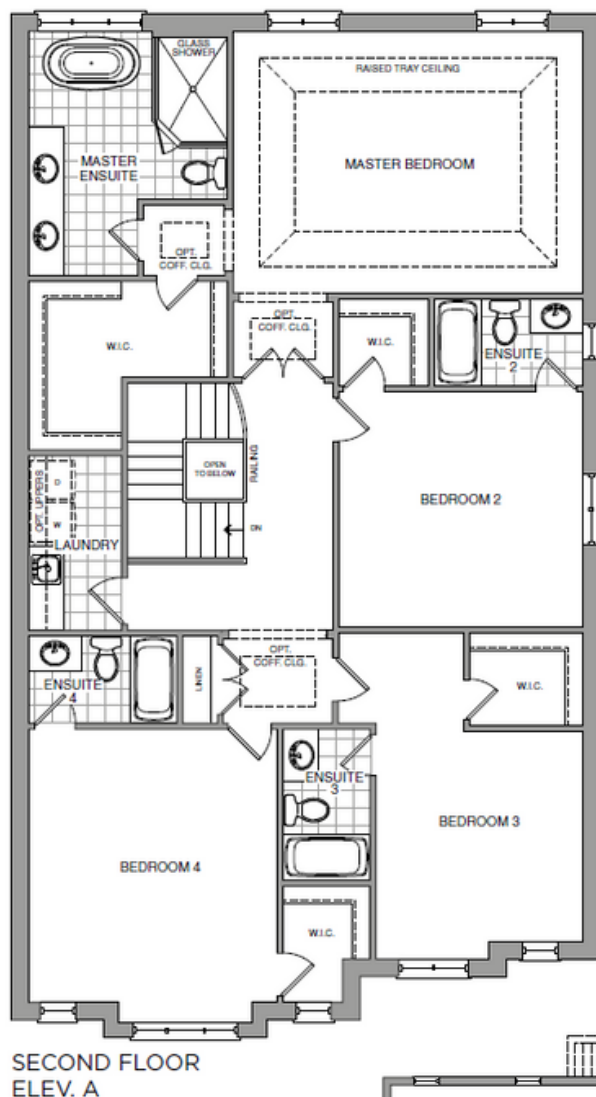 GLASS
SHOWER
RAISED TRAY CEILING
MASTER
ENSUITE
MASTER BEDROOM
OPT.
COFF. CLG.
OPT.
COFF. CLG.
W.I.C.
W.I.C.
ENSUITE
2
OPEN
TO BELOW
RAILING
BEDROOM 2
OPT. UPPERS
D
W
DN
LAUNDRY
OPT.
COFF. CLG.
ENSUITE
4
LINEN
W.I.C.
ENSUITE
3
BEDROOM 3
BEDROOM 4
W.I.C.
SECOND FLOOR
ELEV. A